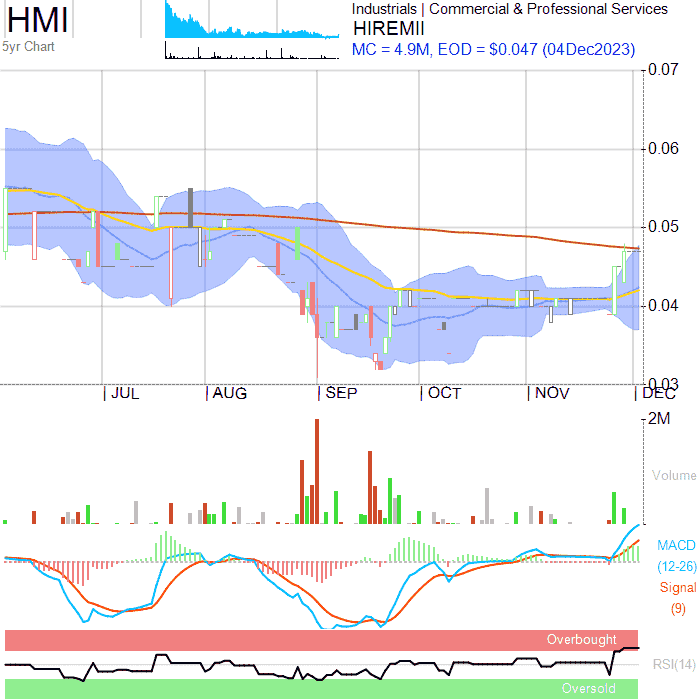 HMI
5yr Chart
Industrials | Commercial & Professional Services
HIREMII
MC = 4.9M, EOD = $0.047 (04Dec2023)
0.07
0.06
0.05
0.04
0.03
JUL AUG SEP OCT NOV DEC
2M
Volume
MACD
(12-26)
Signal
(9)
Overbought
RSI(14)
Oversold